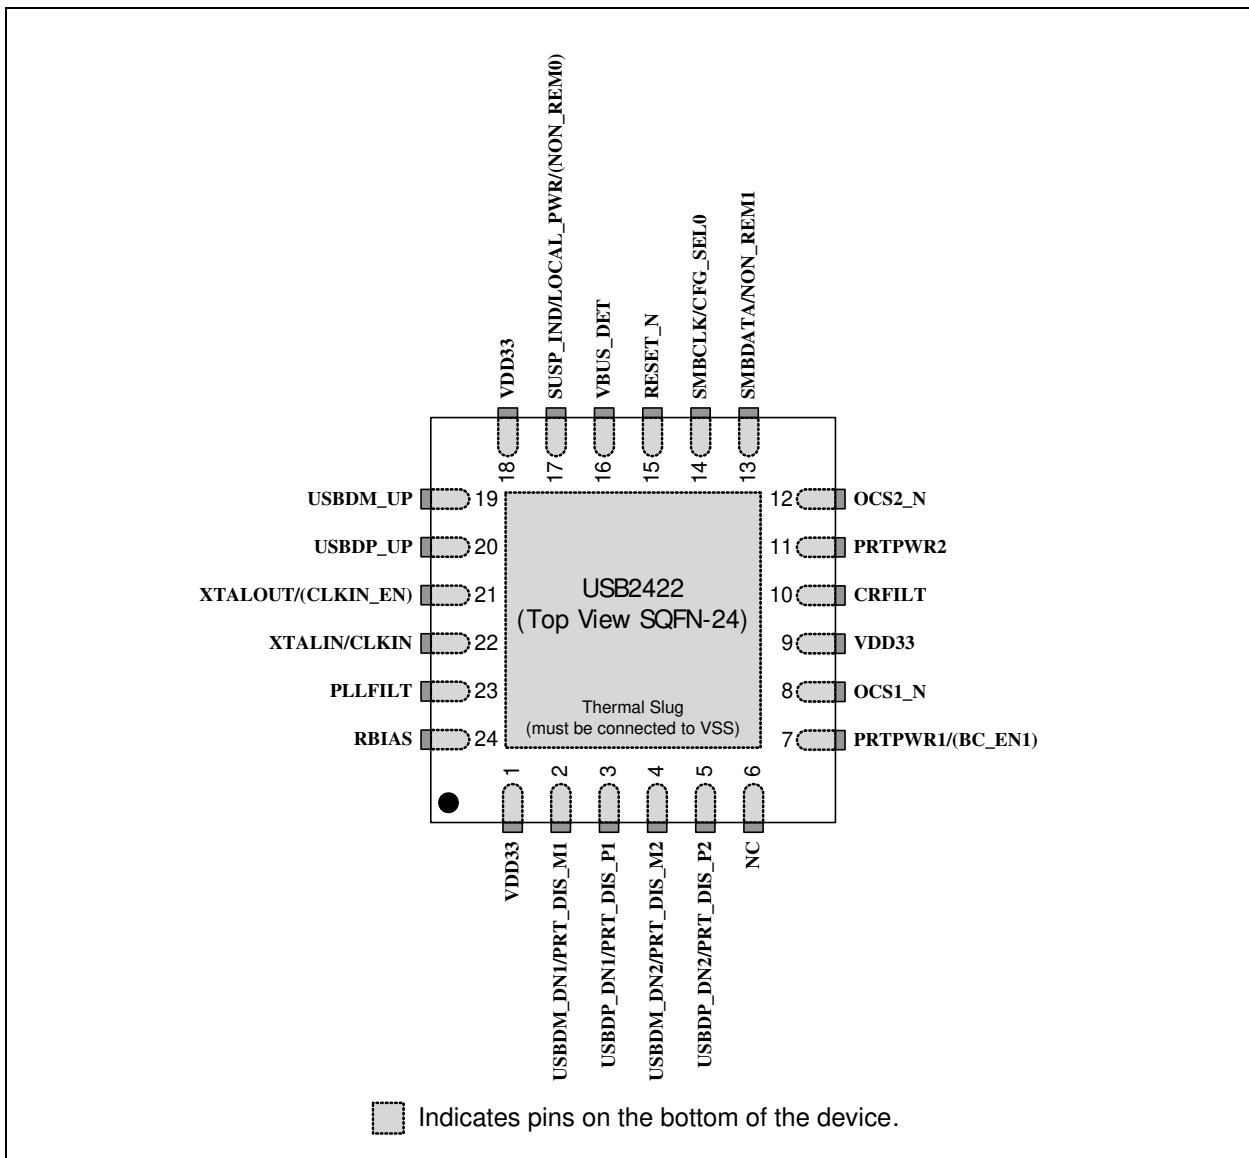 VDD33
SUSP_IND/LOCAL_PWR/(NON_REM0)
VBUS_DET
RESET_N
SMBCLK/CFG_SEL0
SMBDATA/NON_REM1
18
17
16
15
14
13
USBDM_UP 19
USBDP_UP 20
XTALOUT/(CLKIN_EN) 21
XTALIN/CLKIN 22
PLLFILT 23
RBIAS 24
USB2422
(Top View SQFN-24)
Thermal Slug
(must be connected to VSS)
12 OCS2_N
11 PRTPWR2
10 CRFILT
9 VDD33
8 OCS1_N
7 PRTPWR1/(BC_EN1)
1
2
3
4
5
6
VDD33
USBDM_DN1/PRT_DIS_M1
USBDP_DN1/PRT_DIS_P1
USBDM_DN2/PRT_DIS_M2
USBDP_DN2/PRT_DIS_P2
NC
Indicates pins on the bottom of the device.